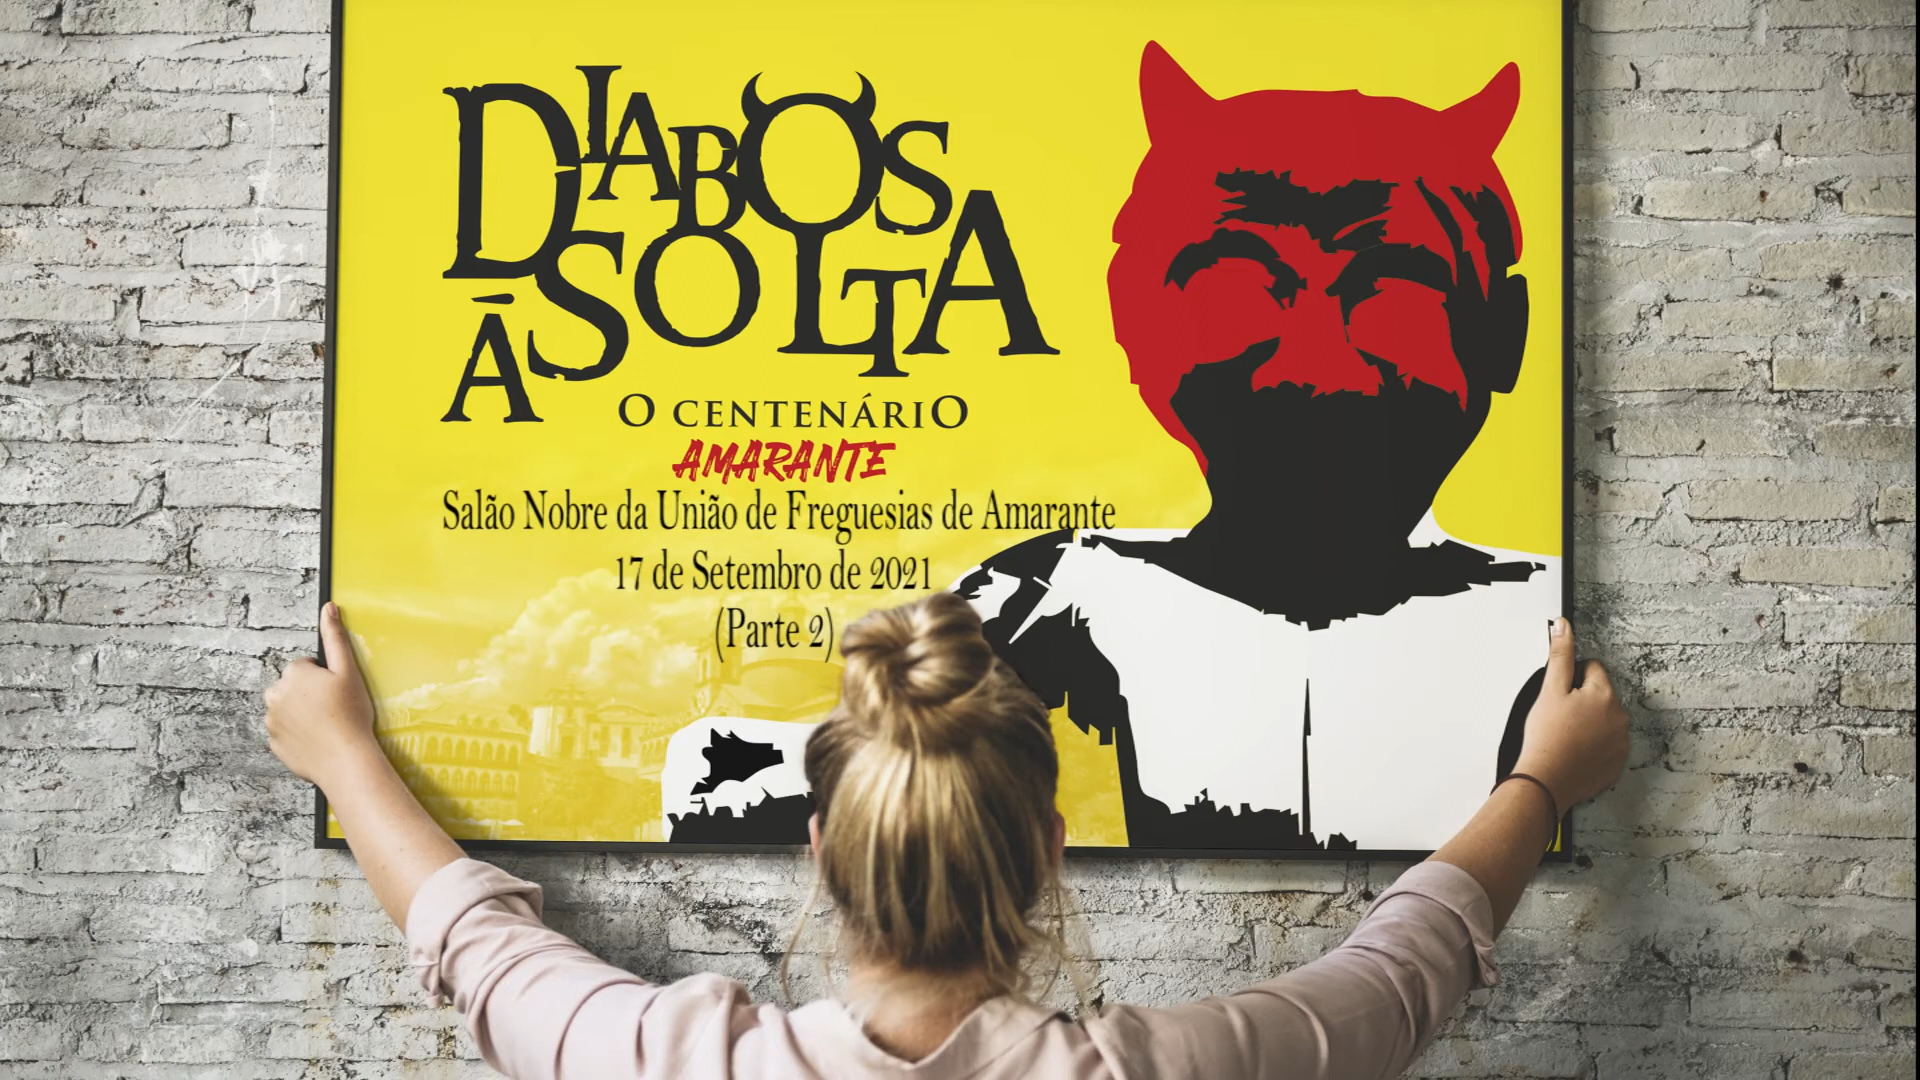 DIABOS
Á SOLTA
O CENTENÁRIO
AMARANTE
Salão Nobre da União de Freguesias de Amarante
17 de Setembro de 2021
(Parte 2)